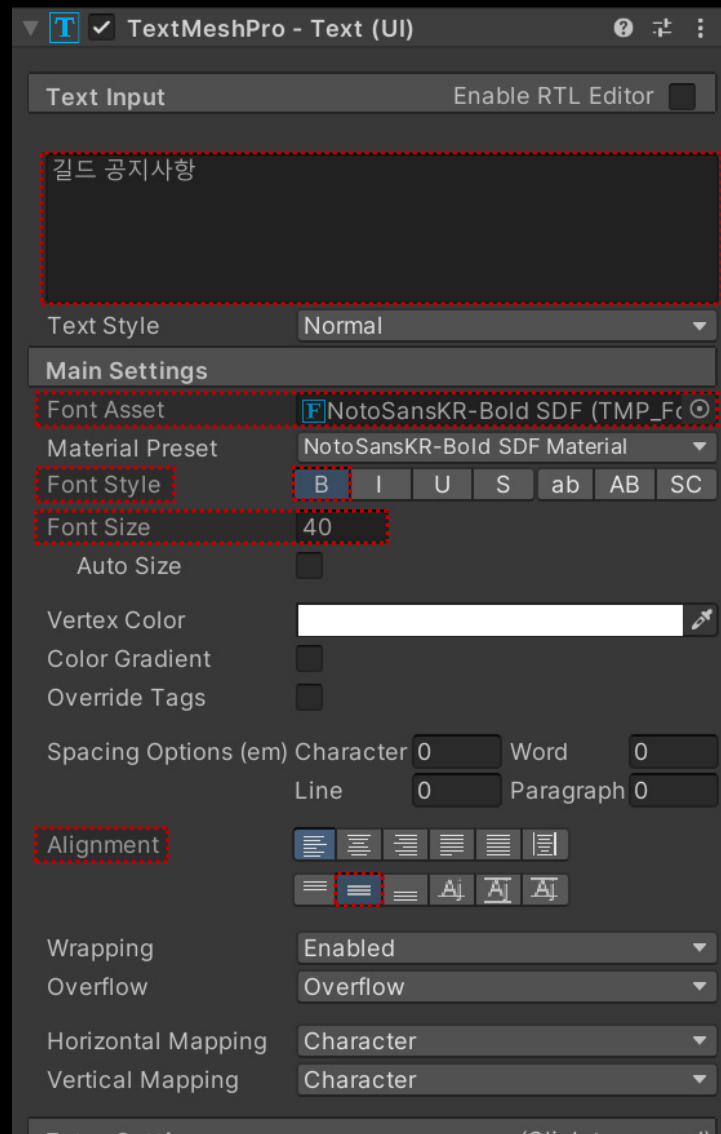 TextMeshPro - Text (UI)
Text Input Enable RTL Editor
길드 공지사항
Text Style Normal
Main Settings
Font Asset NotoSansKR-Bold SDF (TMP_Fo
Material Preset NotoSansKR-Bold SDF Material
Font Style B I U S ab AB SC
Font Size 40
Auto Size
Vertex Color
Color Gradient
Override Tags
Spacing Options (em) Character 0 Word 0
Line 0 Paragraph 0
Alignment
Wrapping Enabled
Overflow Overflow
Horizontal Mapping Character
Vertical Mapping Character